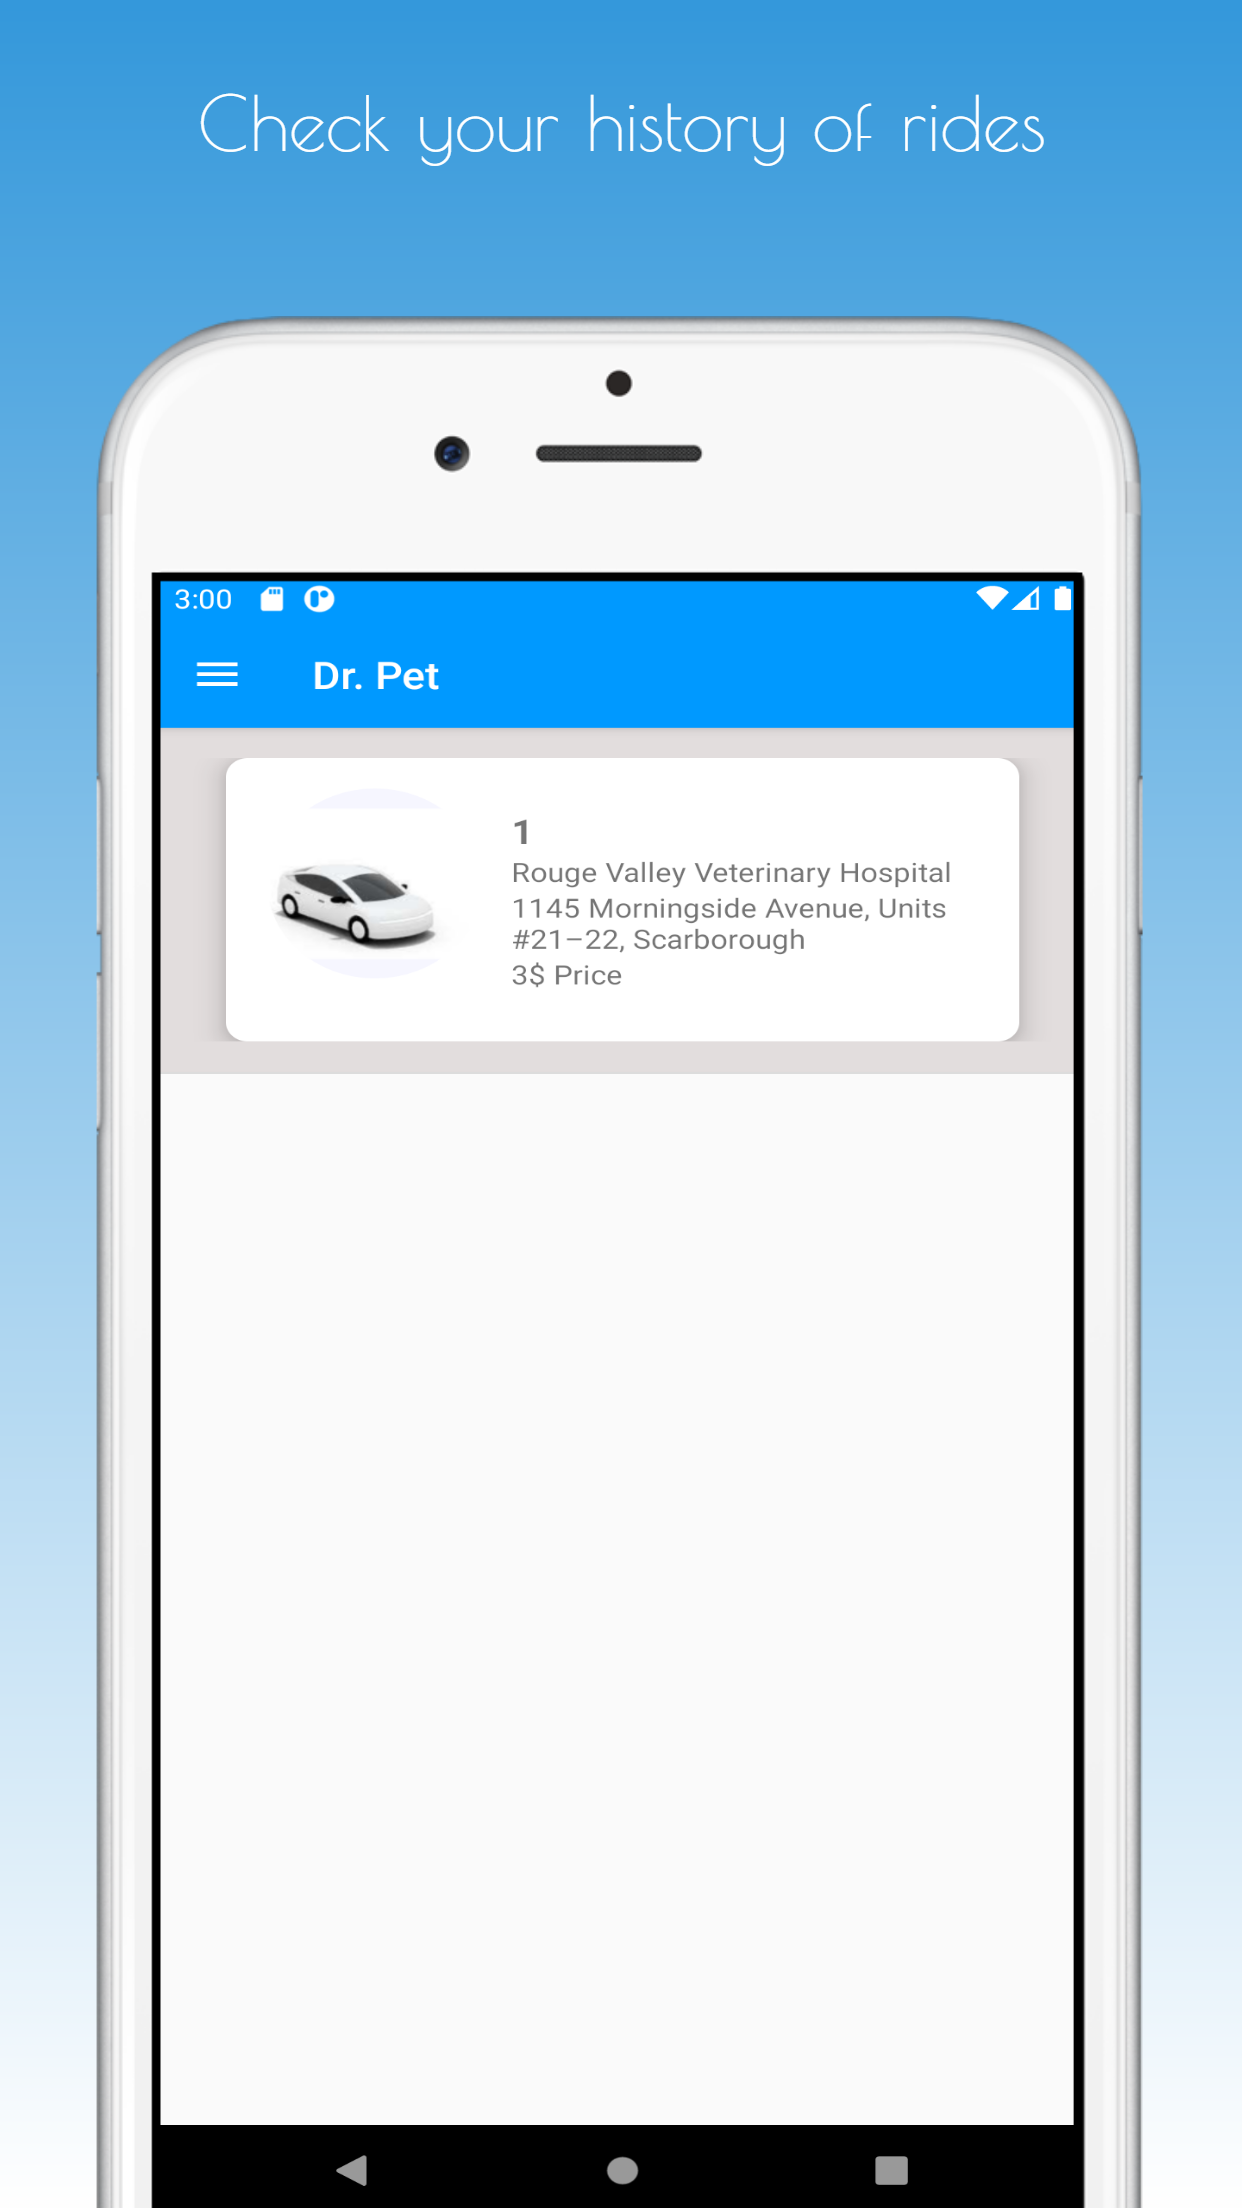 Check your history of rides
3:00
Dr. Pet
1
Rouge Valley Veterinary Hospital
1145 Morningside Avenue, Units
#21–22, Scarborough
3$ Price